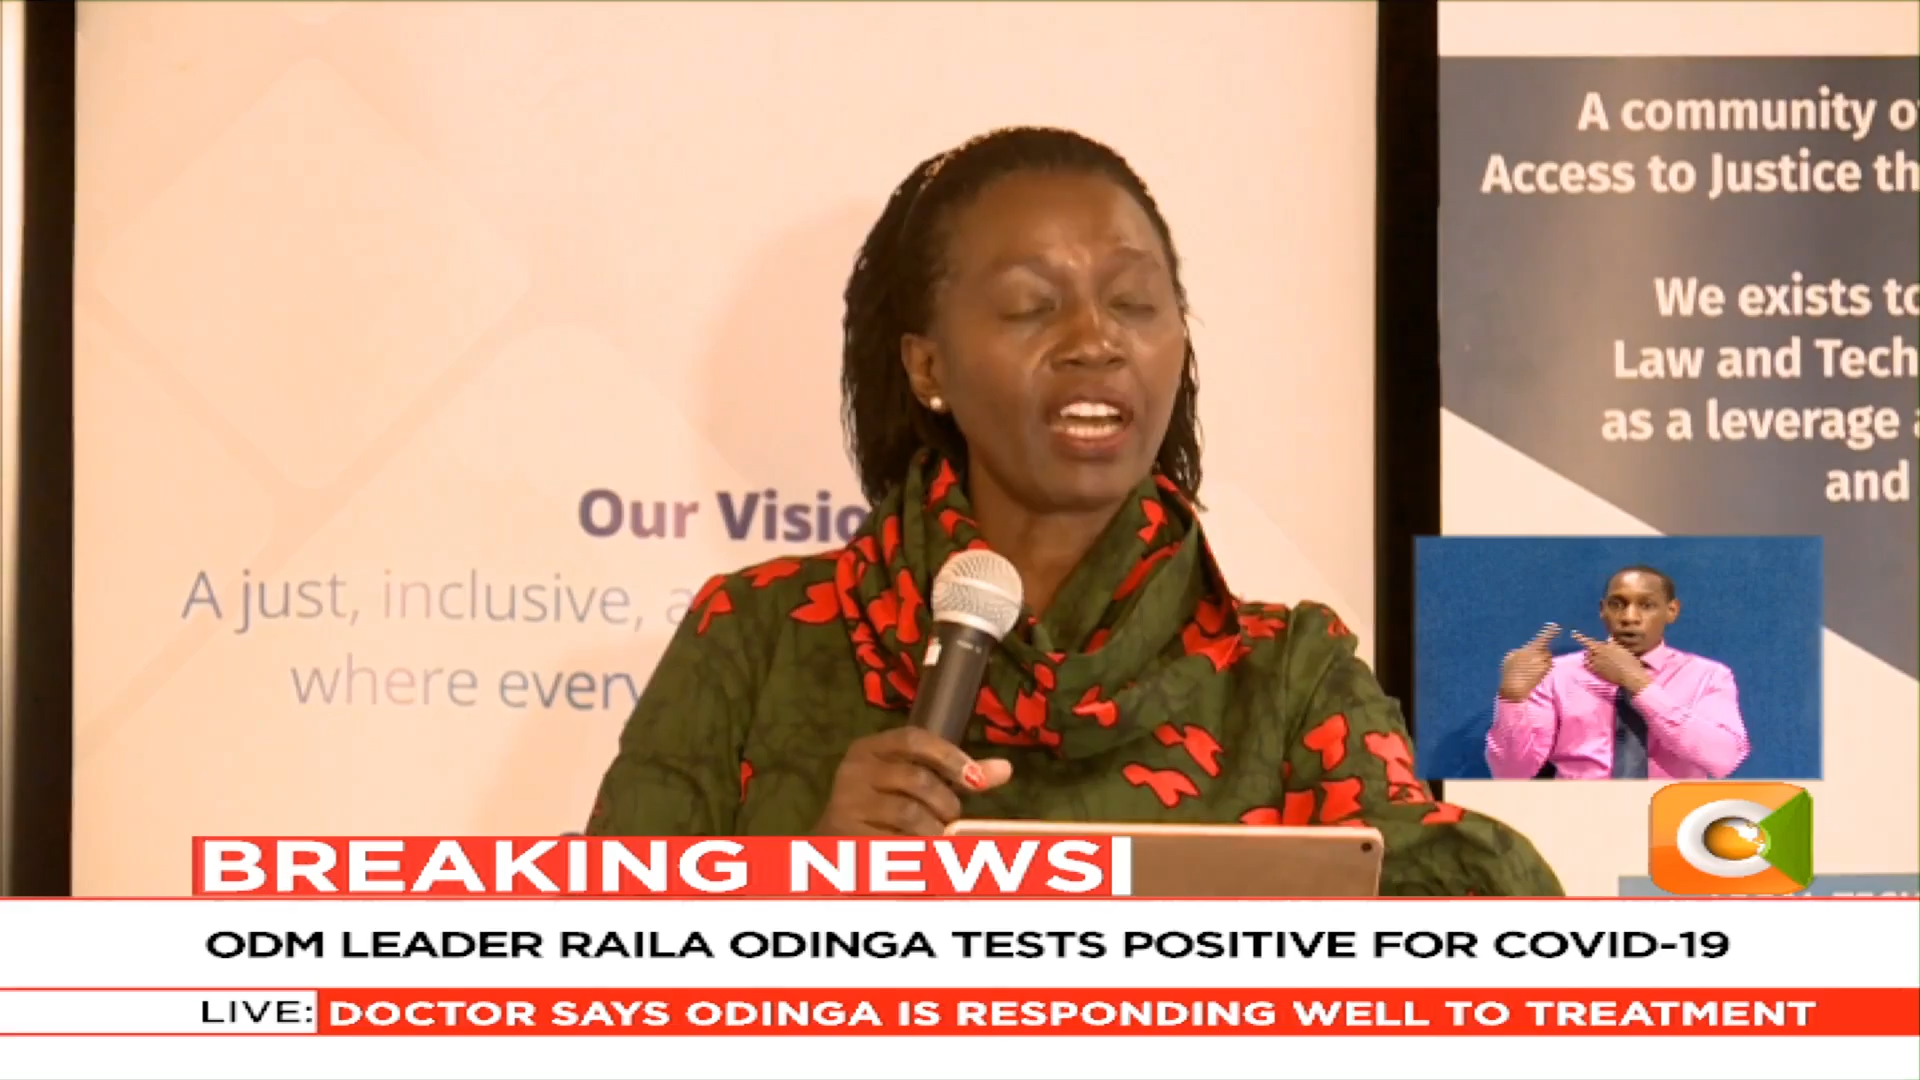 A community
Access to Justice
We exists to
Law and Tech
as a leverage
and
Our Visio
A just, inclusive,
where every
BREAKING NEWS
ODM LEADER RAILA ODINGA TESTS POSITIVE FOR COVID-19
LIVE: DOCTOR SAYS ODINGA IS RESPONDING WELL TO TREATMENT